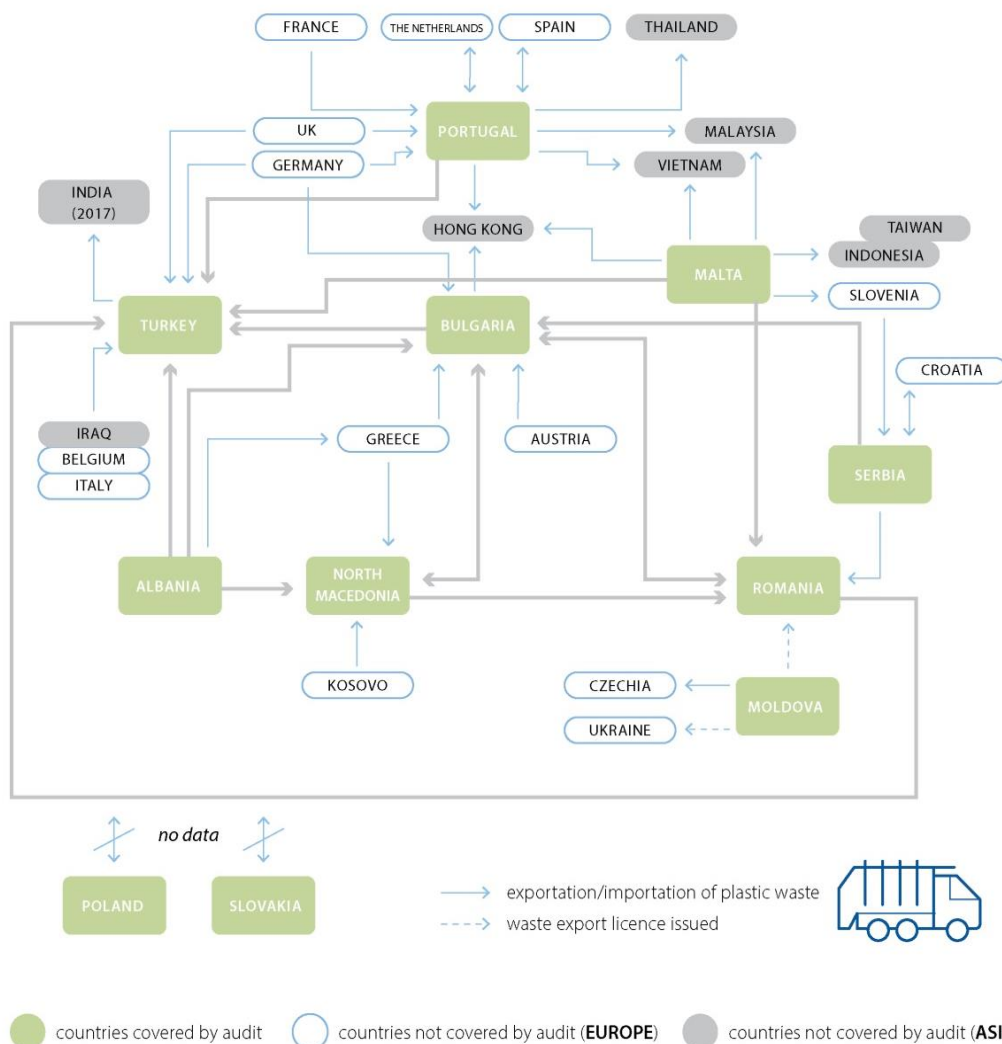 FRANCE
THE NETHERLANDS
SPAIN
THAILAND
UK
PORTUGAL
MALAYSIA
GERMANY
VIETNAM
INDIA
(2017)
HONG KONG
TAIWAN
INDONESIA
MALTA
SLOVENIA
TURKEY
BULGARIA
CROATIA
IRAQ
BELGIUM
ITALY
GREECE
AUSTRIA
SERBIA
ALBANIA
NORTH
MACEDONIA
ROMANIA
KOSOVO
CZECHIA
UKRAINE
MOLDOVA
no data
POLAND
SLOVAKIA
exportation/importation of plastic waste
waste export licence issued
countries covered by audit
countries not covered by audit (EUROPE)
countries not covered by audit (ASI